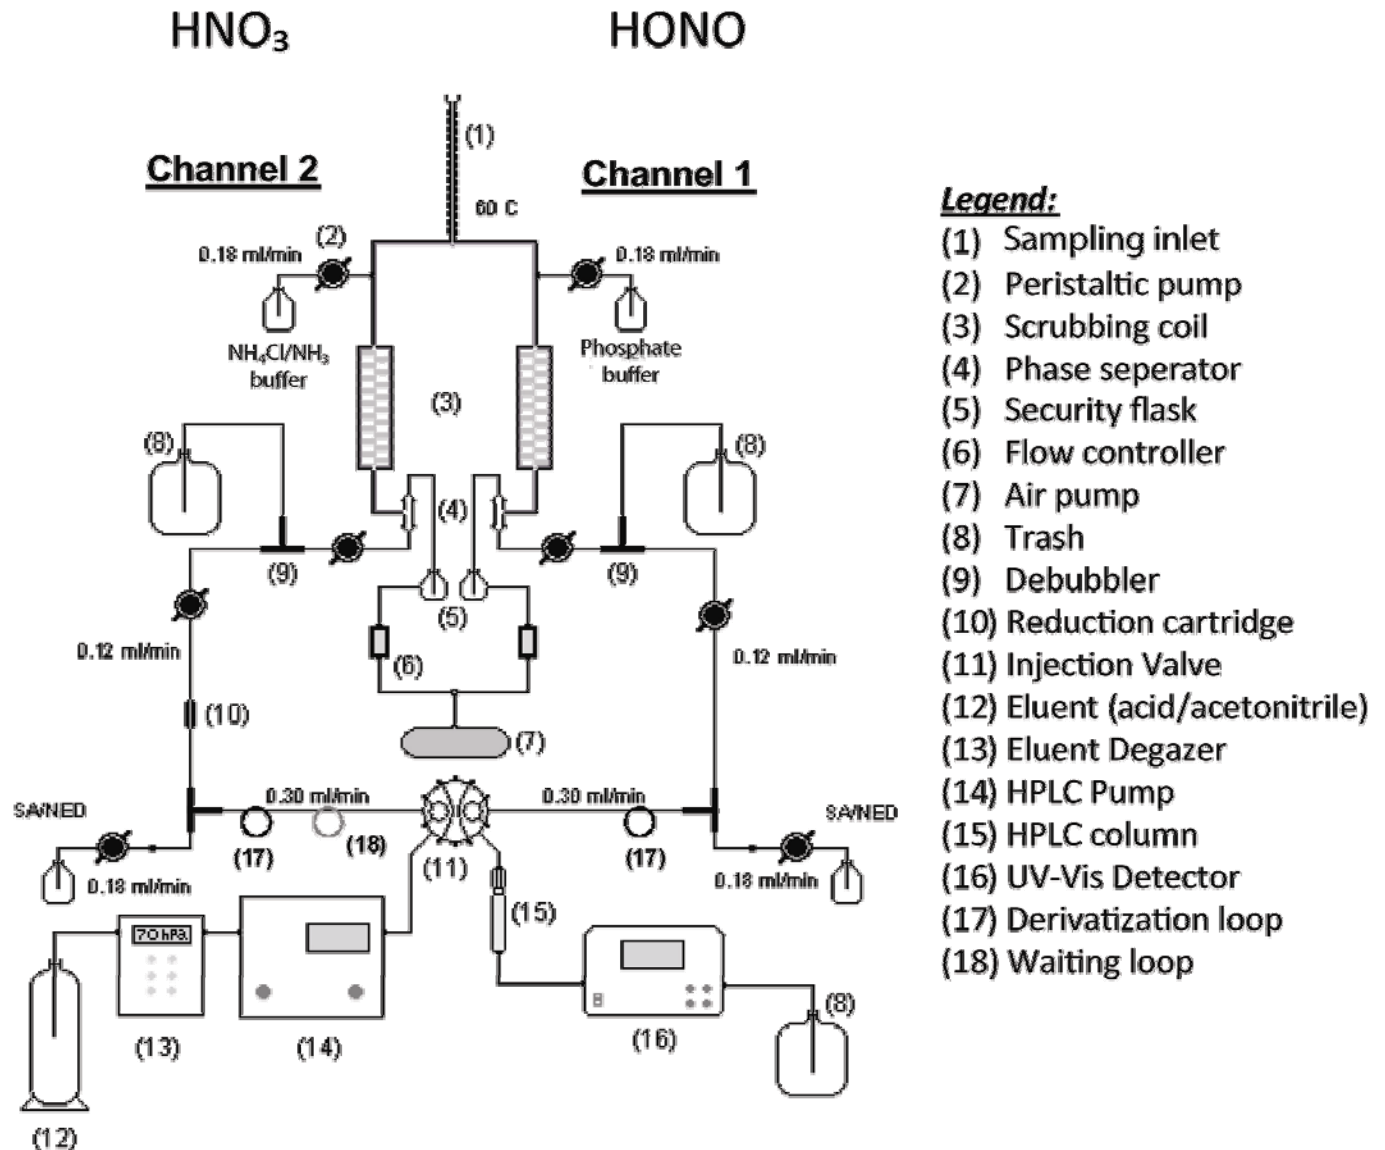 HNO₃
HONO
(1)
Channel 2
Channel 1
60 C
(2)
0.18 ml/min
0.18 ml/min
NH₄Cl/NH₃
buffer
Phosphate
buffer
(3)
(8)
(8)
(4)
(9)
(9)
(5)
0.12 ml/min
0.12 ml/min
(6)
(10)
(7)
SA/NED
0.30 ml/min
0.30 ml/min
SA/NED
(17)
(18)
(11)
(17)
0.18 ml/min
0.18 ml/min
(15)
70 hPa
(8)
(13)
(14)
(16)
(12)
Legend:
(1) Sampling inlet
(2) Peristaltic pump
(3) Scrubbing coil
(4) Phase seperator
(5) Security flask
(6) Flow controller
(7) Air pump
(8) Trash
(9) Debubbler
(10) Reduction cartridge
(11) Injection Valve
(12) Eluent (acid/acetonitrile)
(13) Eluent Degazer
(14) HPLC Pump
(15) HPLC column
(16) UV-Vis Detector
(17) Derivatization loop
(18) Waiting loop